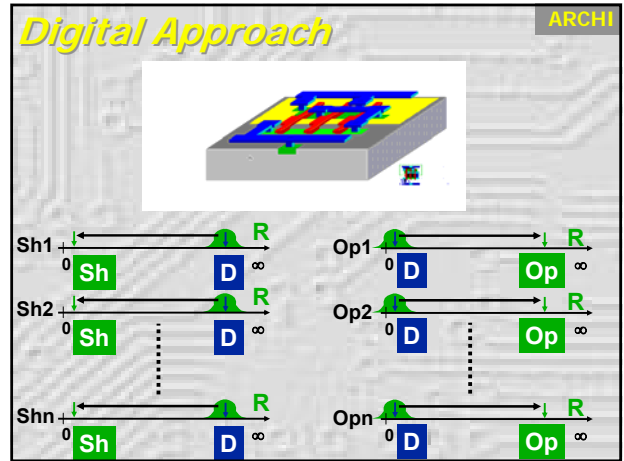 Digital Approach
ARCHI
Sh1
R
0
Sh
D
∞
Sh2
R
0
Sh
D
∞
Shn
R
0
Sh
D
∞
Op1
R
0
D
Op
∞
Op2
R
0
D
Op
∞
Opn
R
0
D
Op
∞